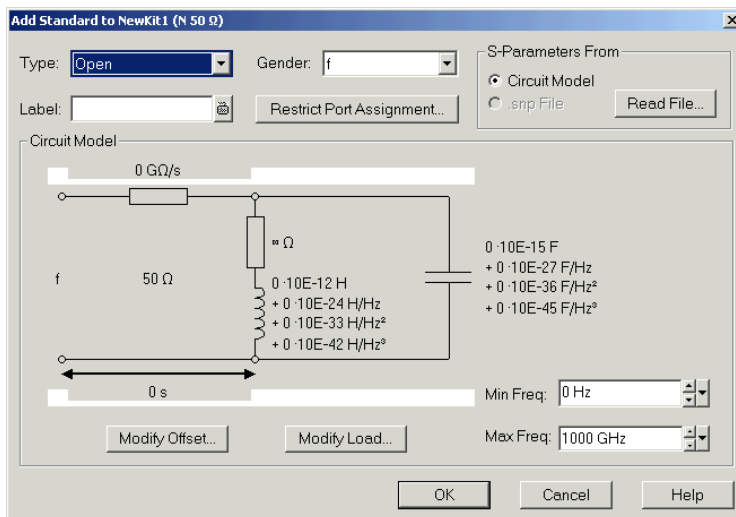 Add Standard to NewKit1 (N 50 Ω)
Type: Open Gender: f
S-Parameters From
Circuit Model
.snp File Read File...
Label: Restrict Port Assignment...
Circuit Model
0 GΩ/s
∞ Ω
f 50 Ω
0 ·10E-12 H
+ 0 ·10E-24 H/Hz
+ 0 ·10E-33 H/Hz²
+ 0 ·10E-42 H/Hz³
0 ·10E-15 F
+ 0 ·10E-27 F/Hz
+ 0 ·10E-36 F/Hz²
+ 0 ·10E-45 F/Hz³
0 s
Min Freq: 0 Hz
Modify Offset... Modify Load... Max Freq: 1000 GHz
OK Cancel Help